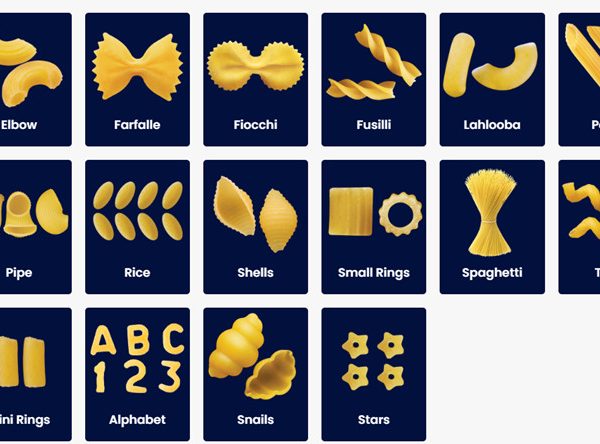 Elbow
Farfalle
Fiocchi
Fusilli
Lahlooba
Pipe
Rice
Shells
Small Rings
Spaghetti
T
ini Rings
A B C
1 2 3
Alphabet
Snails
Stars